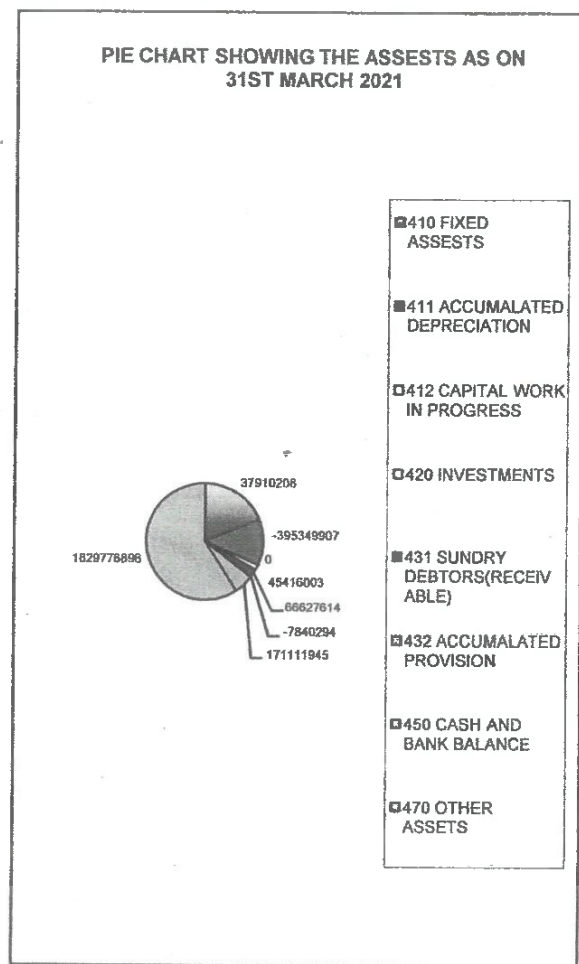 PIE CHART SHOWING THE ASSESTS AS ON
31ST MARCH 2021
410 FIXED
ASSESTS
411 ACCUMALATED
DEPRECIATION
412 CAPITAL WORK
IN PROGRESS
420 INVESTMENTS
431 SUNDRY
DEBTORS(RECEIV
ABLE)
432 ACCUMALATED
PROVISION
450 CASH AND
BANK BALANCE
470 OTHER
ASSETS
37910208
-395349907
0
45416003
66627614
-7840294
171111945